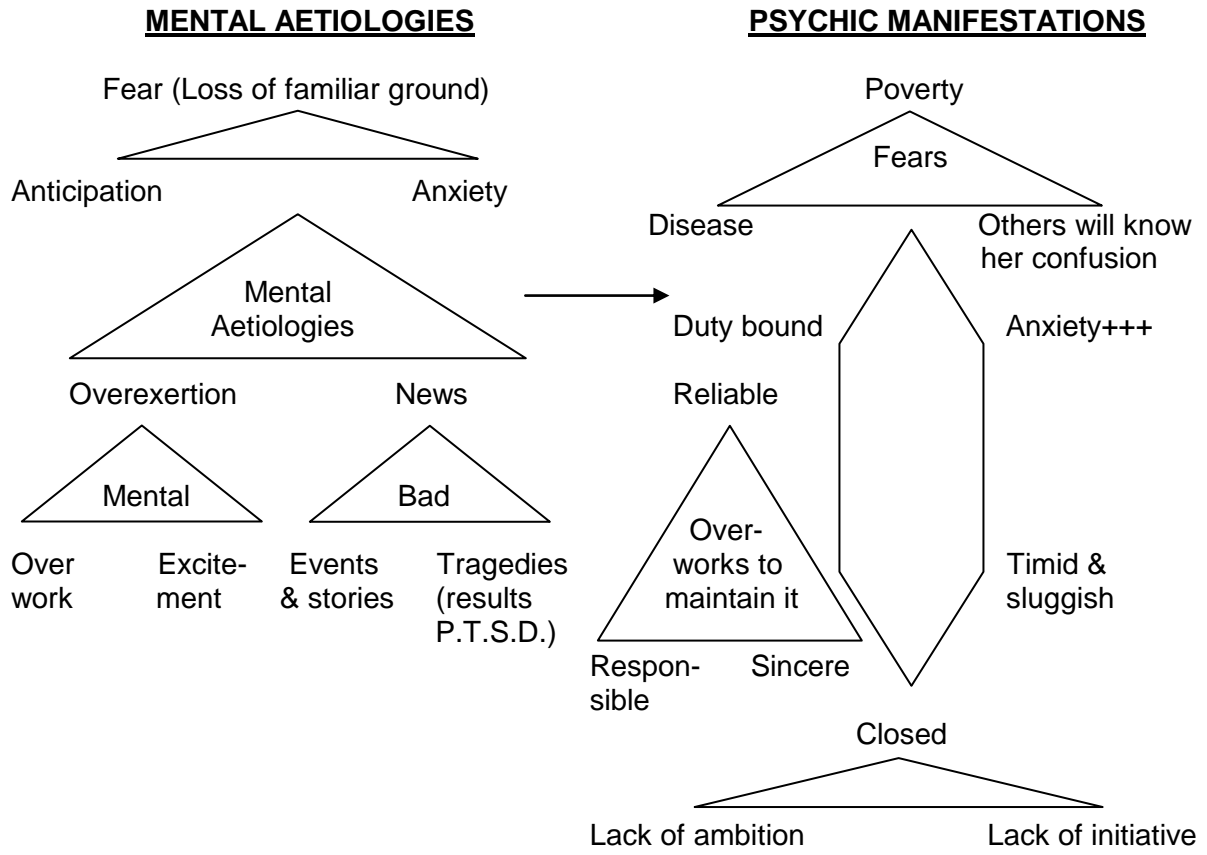 MENTAL AETIOLOGIES
Fear (Loss of familiar ground)
Anticipation
Anxiety
Mental
Aetiologies
Overexertion
News
Mental
Bad
Over
work
Excite-
ment
Events
& stories
Tragedies
(results
P.T.S.D.)
PSYCHIC MANIFESTATIONS
Poverty
Fears
Disease
Others will know
her confusion
Duty bound
Anxiety+++
Reliable
Over-
works to
maintain it
Timid &
sluggish
Respon-
sible
Sincere
Closed
Lack of ambition
Lack of initiative